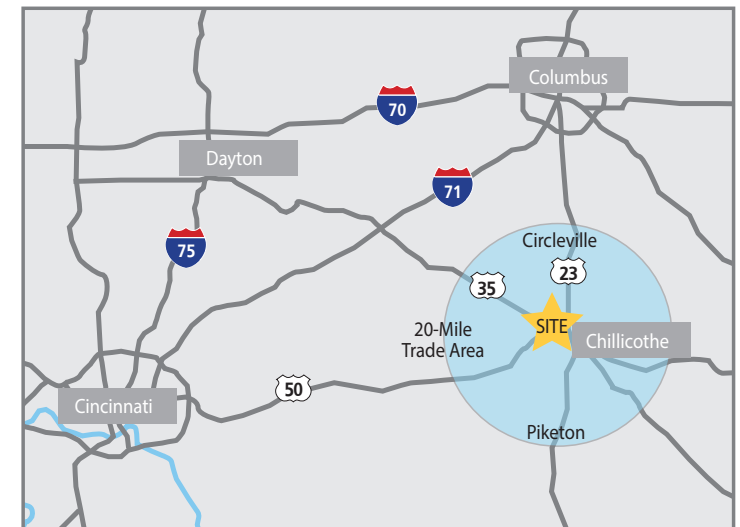 Columbus
70
Dayton
71
75
Circleville
23
35
SITE
20-Mile
Trade Area
Chillicothe
50
Cincinnati
Piketon